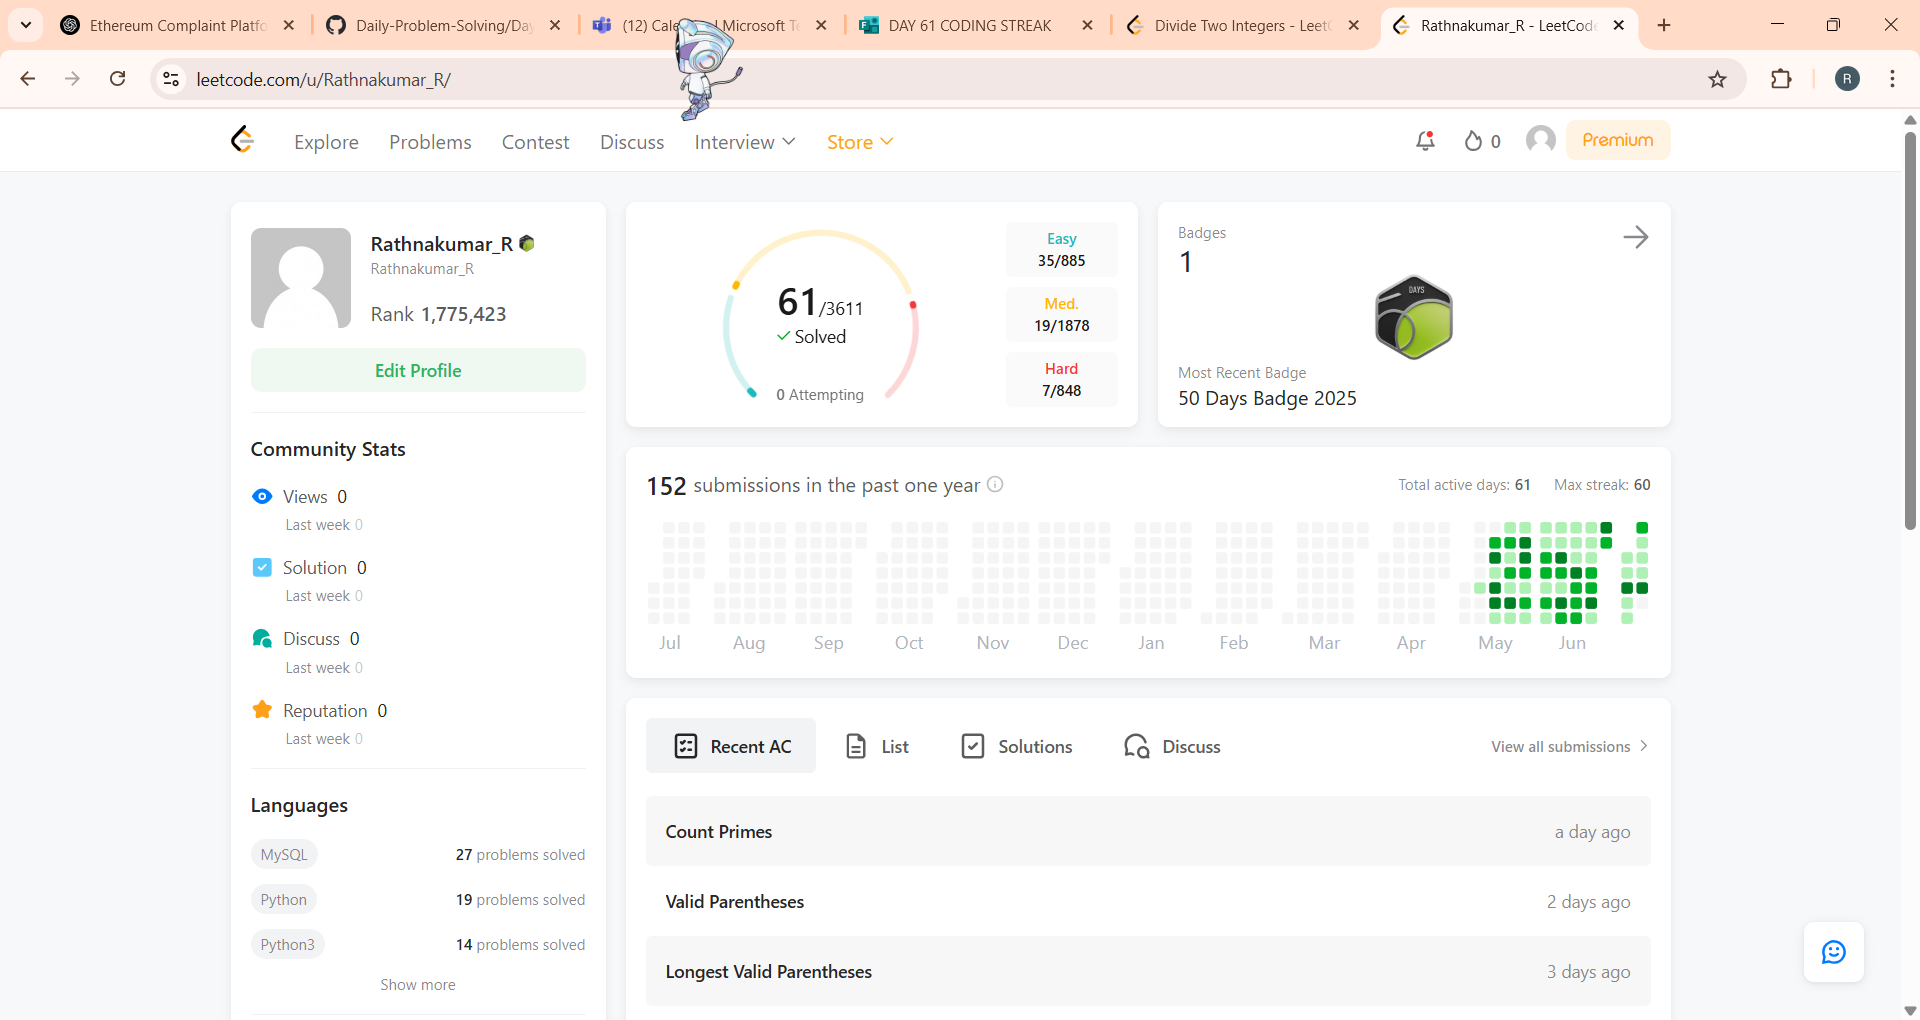 Ethereum Complaint Platfo
Daily-Problem-Solving/Day
(12) Cale
Microsoft Te
DAY 61 CODING STREAK
Divide Two Integers - LeetC
Rathnakumar_R - LeetCode
leetcode.com/u/Rathnakumar_R/
R
Explore
Problems
Contest
Discuss
Interview
Store
0
Premium
Rathnakumar_R
Rathnakumar_R
Rank 1,775,423
Edit Profile
Community Stats
Views 0
Last week 0
Solution 0
Last week 0
Discuss 0
Last week 0
Reputation 0
Last week 0
Languages
MySQL 27 problems solved
Python 19 problems solved
Python3 14 problems solved
Show more
61/3611
Solved
0 Attempting
Easy
35/885
Med.
19/1878
Hard
7/848
Badges
1
DAYS
Most Recent Badge
50 Days Badge 2025
152 submissions in the past one year
Total active days: 61 Max streak: 60
Jul Aug Sep Oct Nov Dec Jan Feb Mar Apr May Jun
Recent AC
List
Solutions
Discuss
View all submissions
Count Primes a day ago
Valid Parentheses 2 days ago
Longest Valid Parentheses 3 days ago